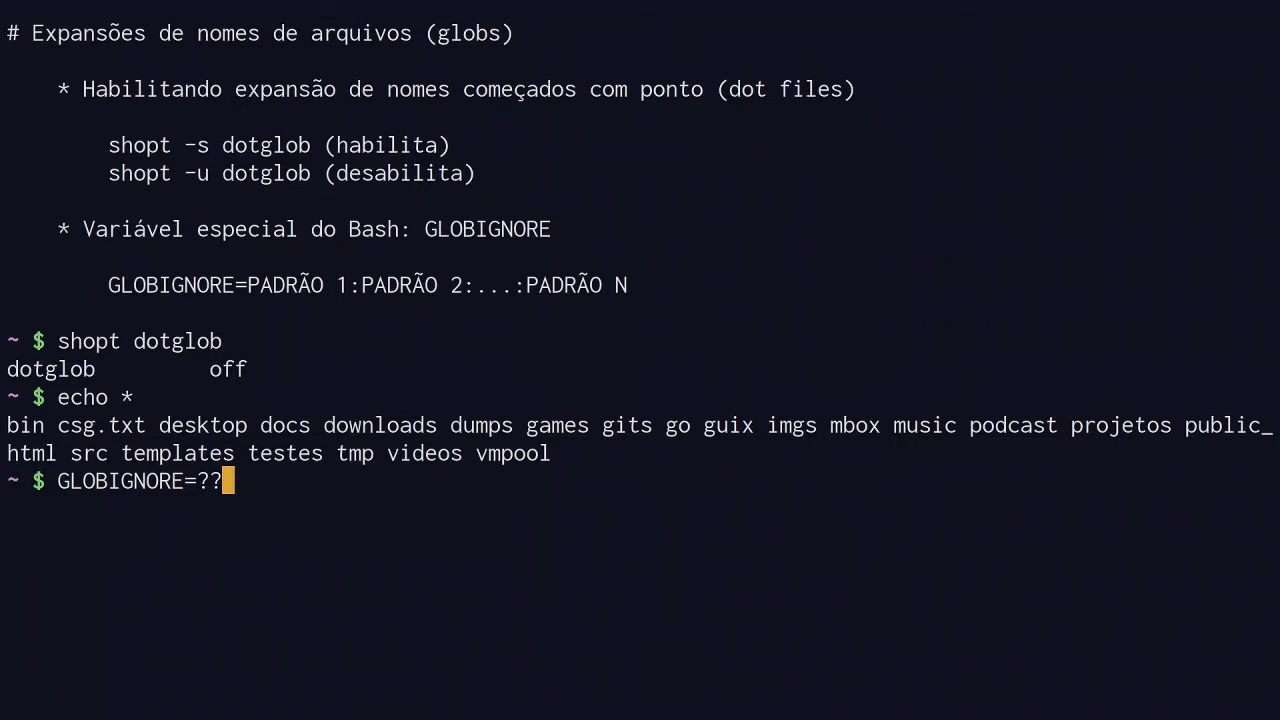 # Expansões de nomes de arquivos (globs)
* Habilitando expansão de nomes começados com ponto (dot files)
shopt -s dotglob (habilita)
shopt -u dotglob (desabilita)
* Variável especial do Bash: GLOBIGNORE
GLOBIGNORE=PADRÃO 1:PADRÃO 2:...:PADRÃO N
~ $ shopt dotglob
dotglob         off
~ $ echo *
bin csg.txt desktop docs downloads dumps games gits go guix imgs mbox music podcast projetos public_
html src templates testes tmp videos vmpool
~ $ GLOBIGNORE=??